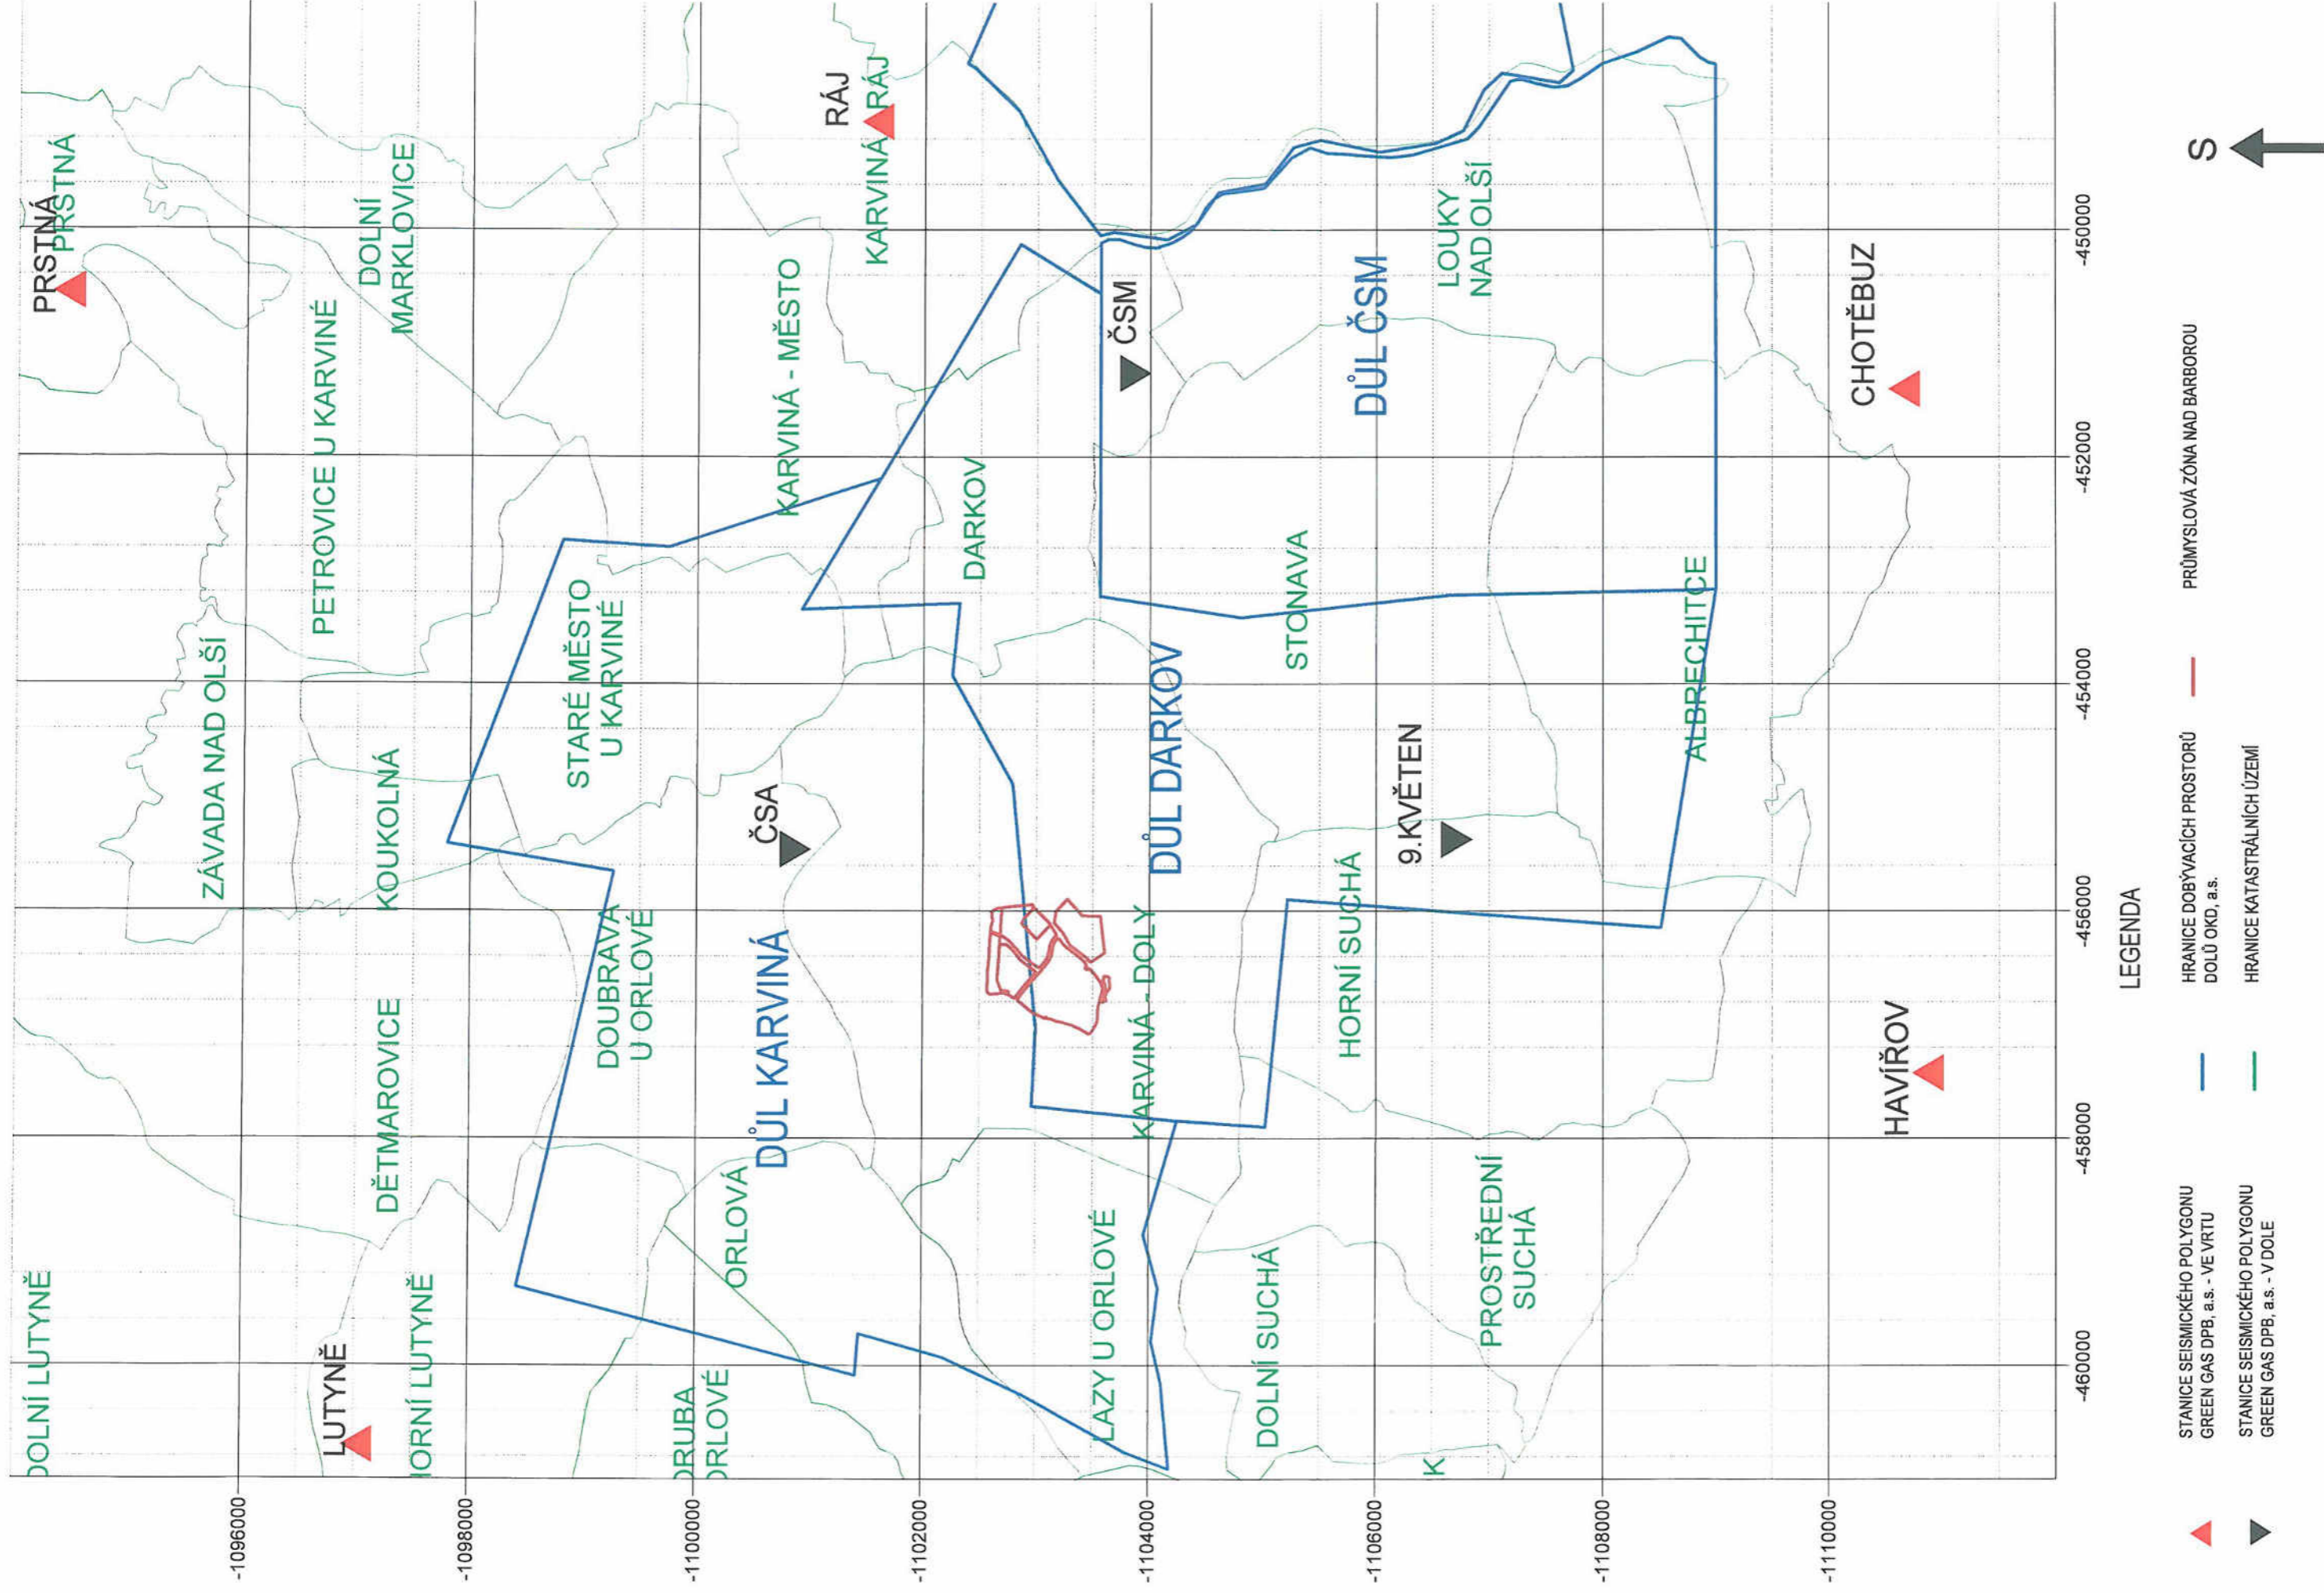 DOLNÍ LUTYNĚ
PRSTNÁ
PRSTNÁ
ZÁVADA NAD OLŠÍ
-1096000
PETROVICE U KARVINÉ
LUTYNĚ
DĚTMAROVICE
KOUKOLNÁ
DOLNÍ
MARKLOVICE
ORNÍ LUTYNĚ
-1098000
STARÉ MĚSTO
U KARVINÉ
DOUBRAVA
U ORLOVÉ
ORUBA
ORLOVÉ
-1100000
ORLOVÁ
DŮL KARVINÁ
ČSA
KARVINÁ - MĚSTO
RÁJ
KARVINÁ RÁJ
-1102000
DARKOV
LAZY U ORLOVÉ
ČSM
KARVINÁ - DOLY
-1104000
DŮL DARKOV
DOLNÍ SUCHÁ
STONAVA
HORNÍ SUCHÁ
DŮL ČSM
-1106000
9.KVĚTEN
K
LOUKY
NAD OLŠÍ
PROSTŘEDNÍ
SUCHÁ
-1108000
ALBRECHITCE
-1110000
CHOTĚBUZ
HAVÍŘOV
-460000
-458000
-456000
-454000
-452000
-450000
LEGENDA
STANICE SEISMICKÉHO POLYGONU
GREEN GAS DPB, a.s. - VE VRTU
HRANICE DOBÝVACÍCH PROSTORŮ
DOLŮ OKD, a.s.
PRŮMYSLOVÁ ZÓNA NAD BARBOROU
S
STANICE SEISMICKÉHO POLYGONU
GREEN GAS DPB, a.s. - V DOLE
HRANICE KATASTRÁLNÍCH ÚZEMÍ